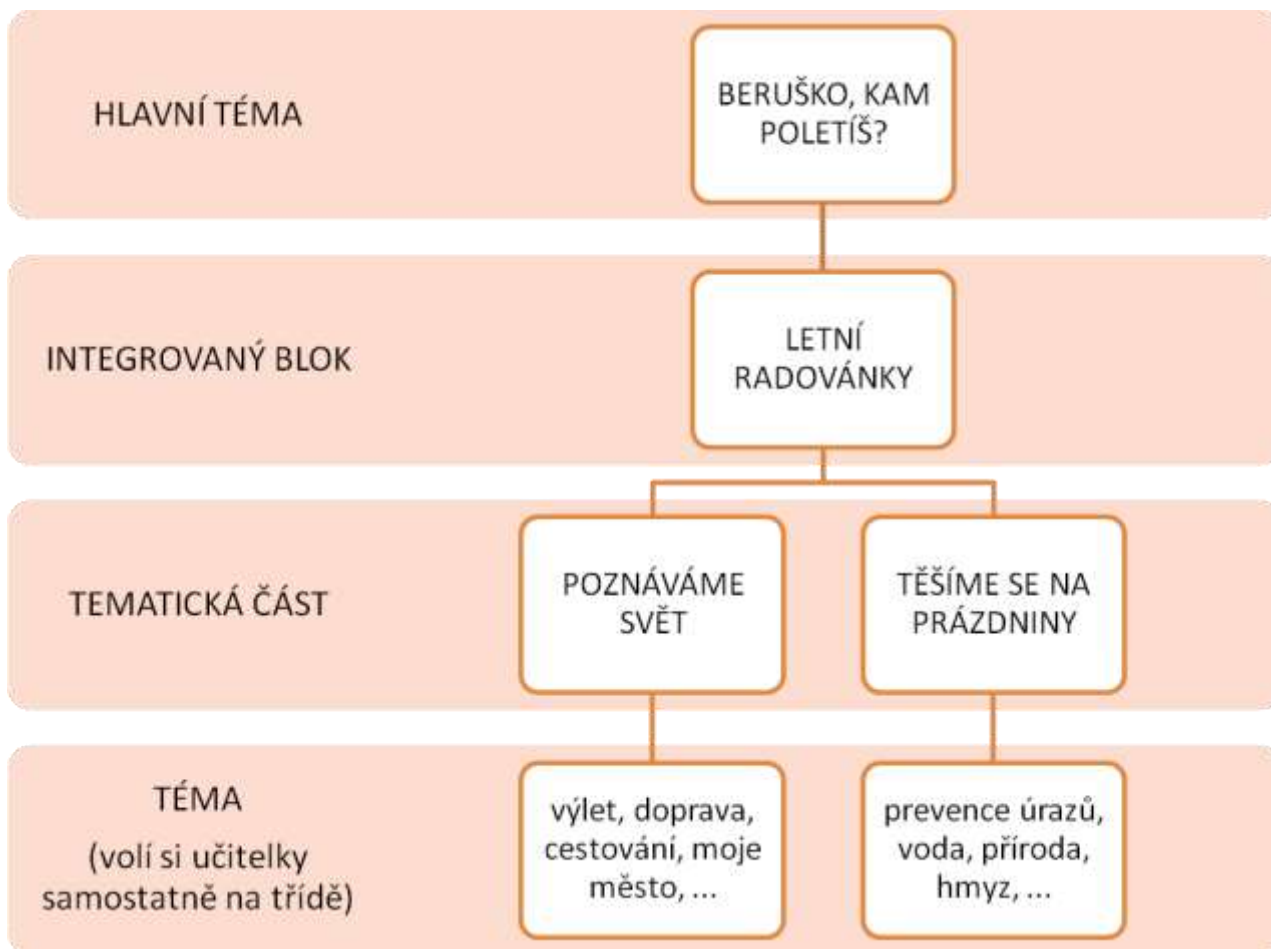 HLAVNÍ TÉMA
BERUŠKO, KAM
POLETÍŠ?
INTEGROVANÝ BLOK
LETNÍ
RADOVÁNKY
TEMATICKÁ ČÁST
POZNÁVÁME
SVĚT
TĚŠÍME SE NA
PRÁZDNINY
TÉMA
(volí si učitelky
samostatně na třídě)
výlet, doprava,
cestování, moje
město, ...
prevence úrazů,
voda, příroda,
hmyz, ...